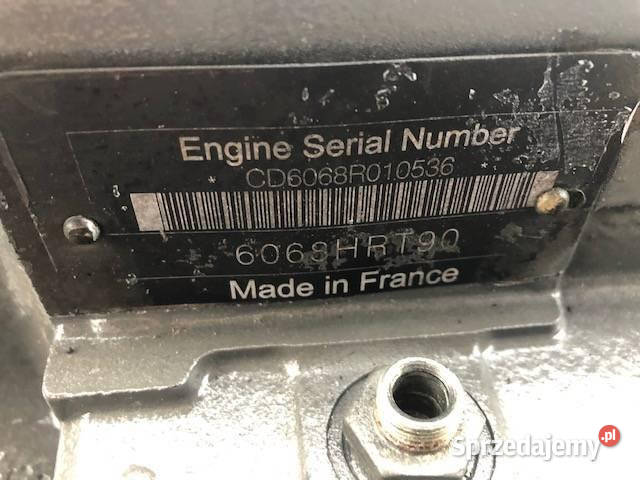 Engine Serial Number
* CD6068R010536 *
6068HRT90
Made in France
Sprzedajemy.pl